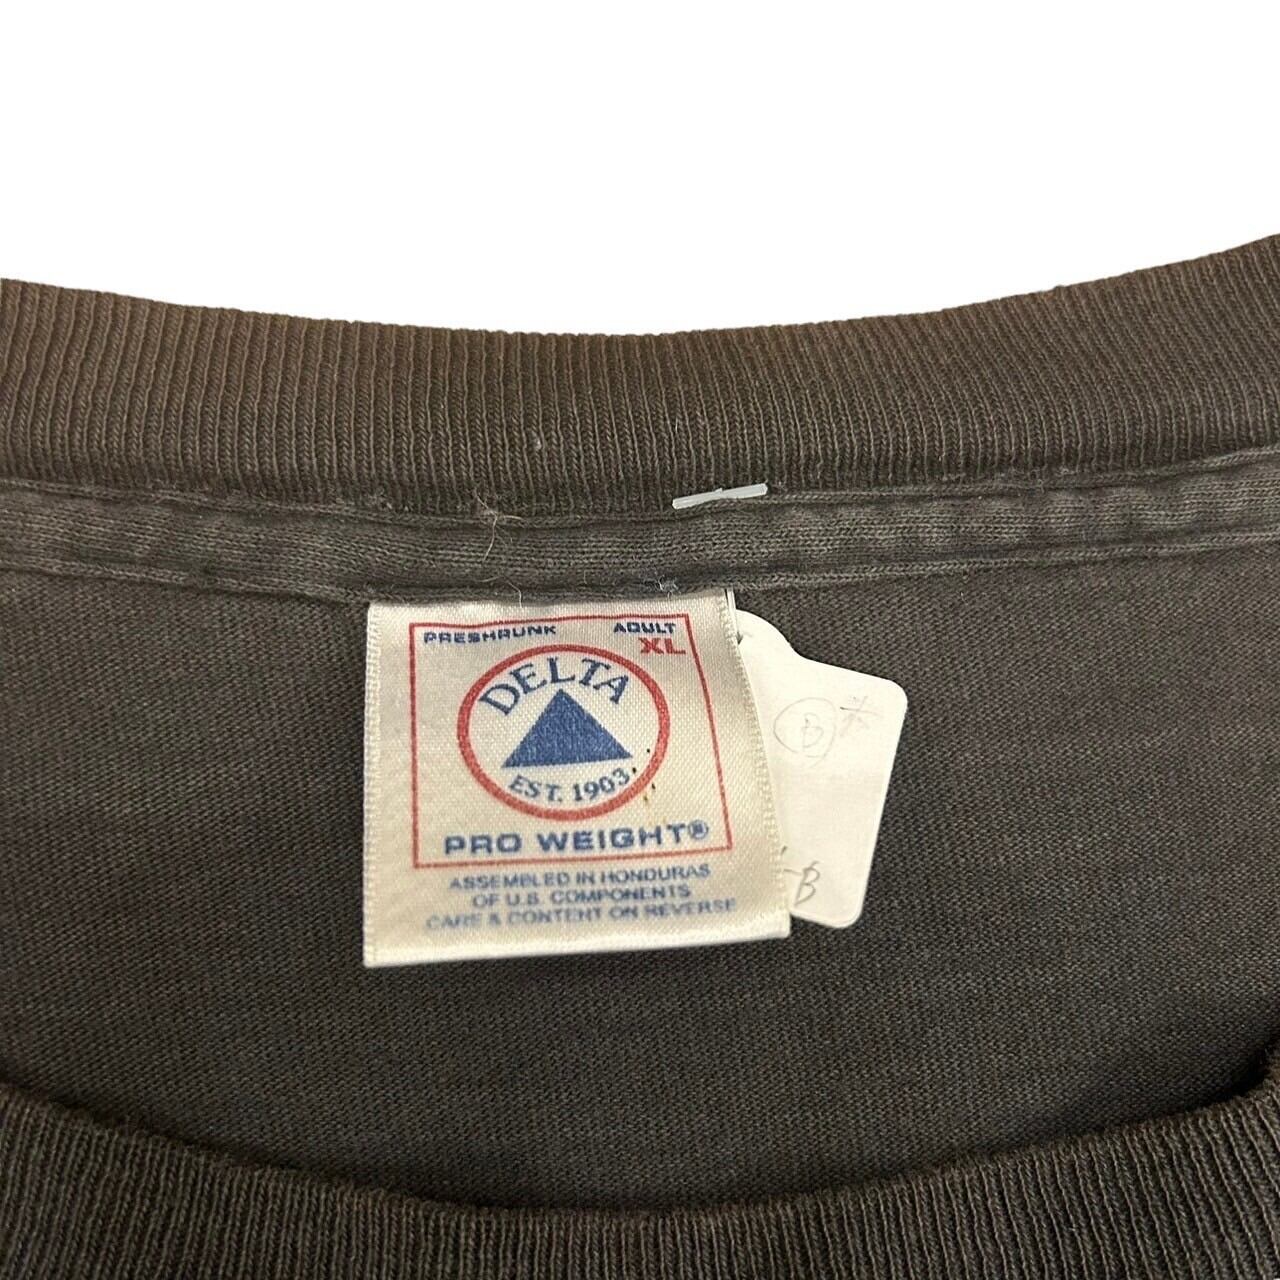 PRESHRUNK ADULT
XL
DELTA
EST. 1903
PRO WEIGHT®
ASSEMBLED IN HONDURAS
OF U.S. COMPONENTS
CARE & CONTENT ON REVERSE